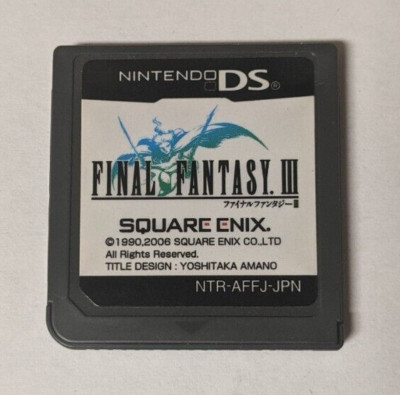 NINTENDO DS®
FINAL FANTASY. III
ファイナルファンタジーIII
SQUARE ENIX.
©1990,2006 SQUARE ENIX CO.,LTD
All Rights Reserved.
TITLE DESIGN : YOSHITAKA AMANO
NTR-AFFJ-JPN